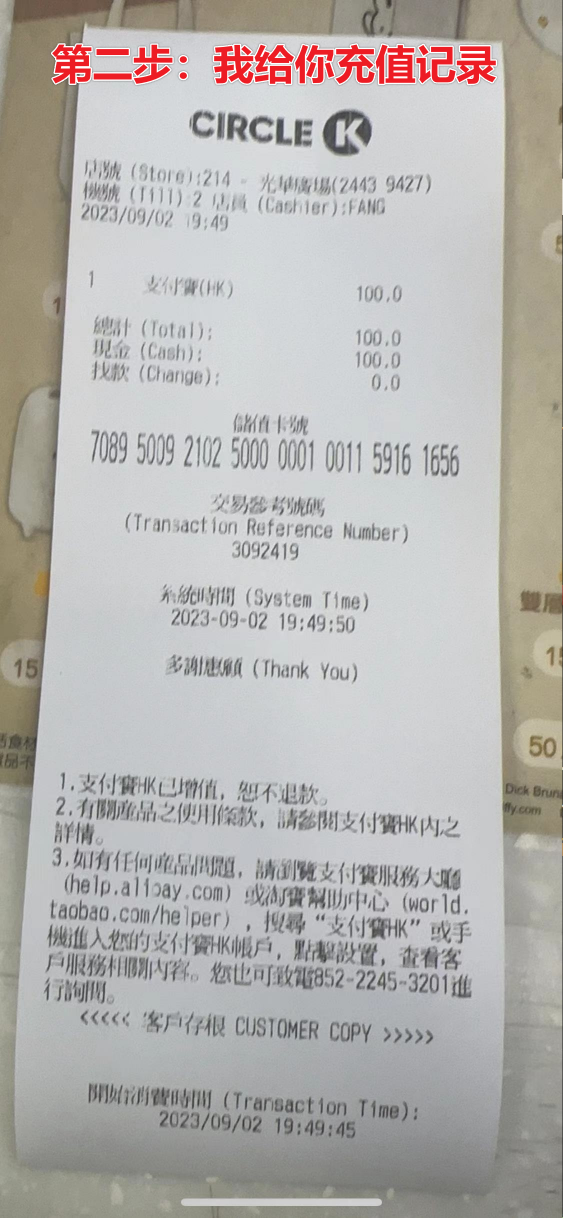 第二步：我给你充值记录
CIRCLE K
店號 (Store):214 - 光華廣場(2443 9427)
機號 (Till):2 店員 (Cashier):FANG
2023/09/02 19:49
1 支付寶(HK) 100.0
總計 (Total): 100.0
現金 (Cash): 100.0
找款 (Change): 0.0
儲值卡號
7089 5009 2102 5000 0001 0011 5916 1656
交易參考號碼
(Transaction Reference Number)
3092419
系統時間 (System Time)
2023-09-02 19:49:50
多謝惠顧 (Thank You)
1.支付寶HK已增值, 恕不退款。
2.有關產品之使用條款, 請參閱支付寶HK內之
詳情。
3.如有任何產品問題, 請瀏覽支付寶服務大廳
(help.alipay.com) 或淘寶幫助中心 (world.
taobao.com/helper) , 搜尋 “支付寶HK” 或手
機進入您的支付寶HK帳戶, 點擊設置, 查看客
戶服務相關內容。您也可致電852-2245-3201進
行詢問。
<<<<< 客戶存根 CUSTOMER COPY >>>>>
開始消費時間 (Transaction Time):
2023/09/02 19:49:45
15
雙層
15
50
Dick Brun
ffy.com